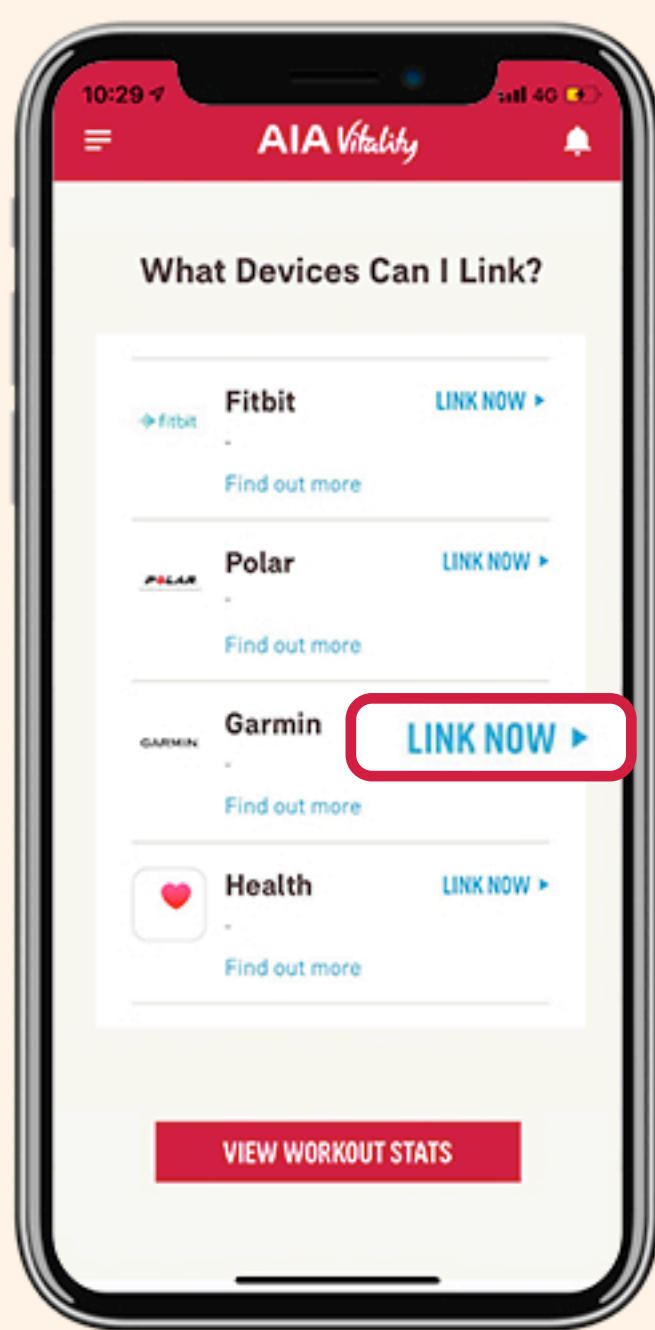 10:29
4G
AIA Vitality
What Devices Can I Link?
fitbit
Fitbit
LINK NOW
-
Find out more
POLAR
Polar
LINK NOW
-
Find out more
GARMIN
Garmin
LINK NOW
-
Find out more
Health
LINK NOW
-
Find out more
VIEW WORKOUT STATS